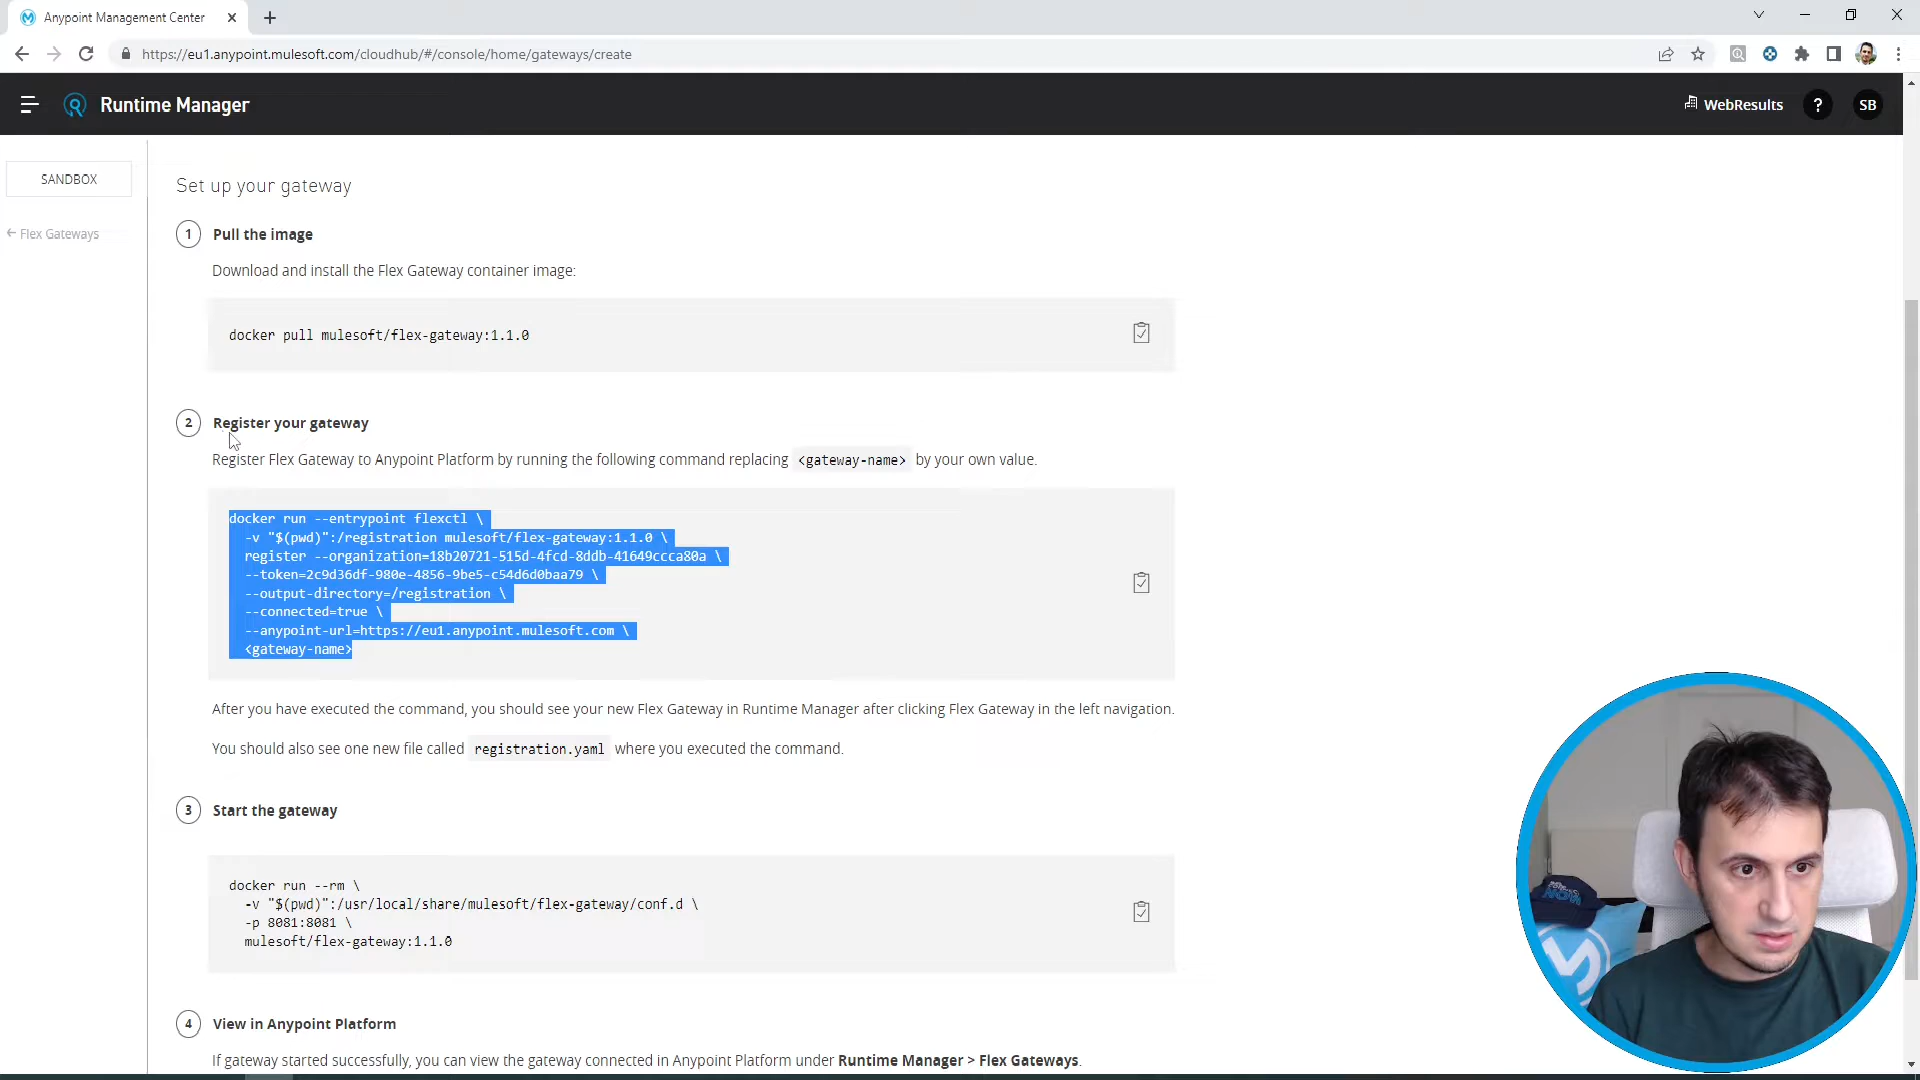 Anypoint Management Center
https://eu1.anypoint.mulesoft.com/cloudhub/#/console/home/gateways/create
Runtime Manager
WebResults
?
SB
SANDBOX
Flex Gateways
Set up your gateway
1 Pull the image
Download and install the Flex Gateway container image:
docker pull mulesoft/flex-gateway:1.1.0
2 Register your gateway
Register Flex Gateway to Anypoint Platform by running the following command replacing <gateway-name> by your own value.
docker run --entrypoint flexctl \
-v "$(pwd)":/registration mulesoft/flex-gateway:1.1.0 \
register --organization=18b20721-515d-4fcd-8ddb-41649ccca80a \
--token=2c9d36df-980e-4856-9be5-c54d6d0baa79 \
--output-directory=/registration \
--connected=true \
--anypoint-url=https://eu1.anypoint.mulesoft.com \
<gateway-name>
After you have executed the command, you should see your new Flex Gateway in Runtime Manager after clicking Flex Gateway in the left navigation.
You should also see one new file called registration.yaml where you executed the command.
3 Start the gateway
docker run --rm \
-v "$(pwd)":/usr/local/share/mulesoft/flex-gateway/conf.d \
-p 8081:8081 \
mulesoft/flex-gateway:1.1.0
4 View in Anypoint Platform
If gateway started successfully, you can view the gateway connected in Anypoint Platform under Runtime Manager > Flex Gateways.